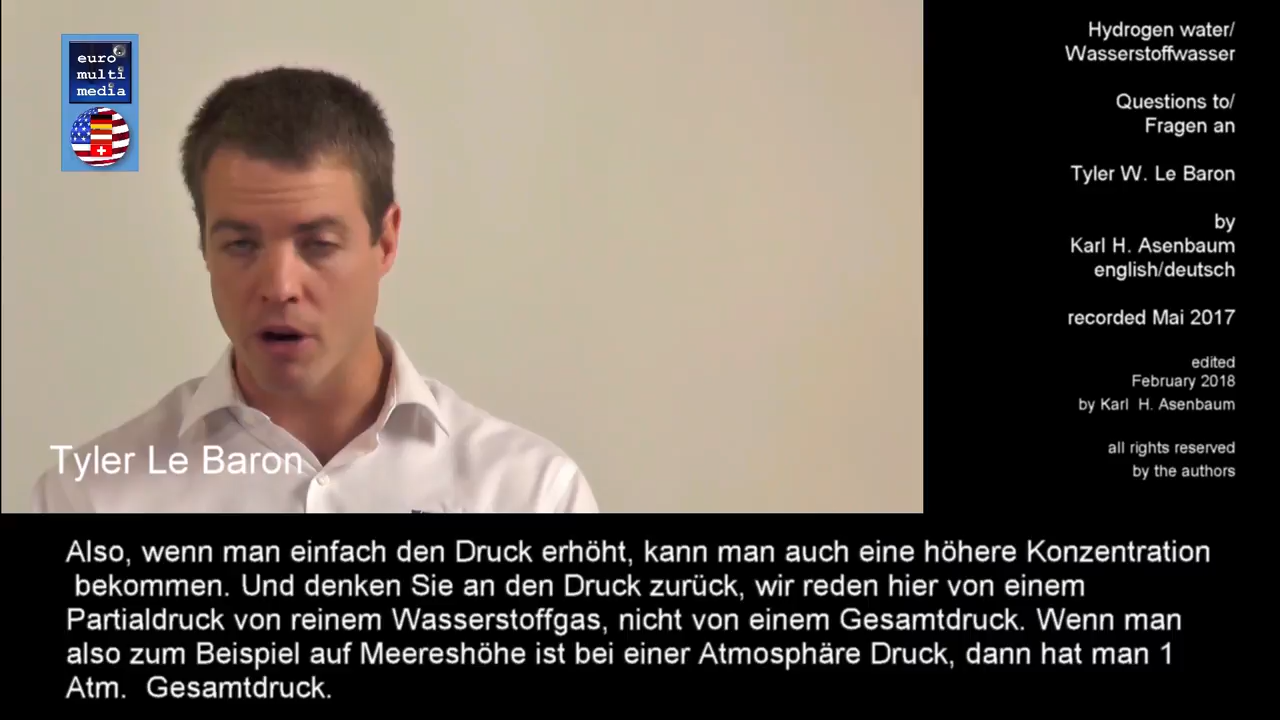 euro
multi
media
Tyler Le Baron
Hydrogen water/
Wasserstoffwasser
Questions to/
Fragen an
Tyler W. Le Baron
by
Karl H. Asenbaum
english/deutsch
recorded Mai 2017
edited
February 2018
by Karl H. Asenbaum
all rights reserved
by the authors
Also, wenn man einfach den Druck erhöht, kann man auch eine höhere Konzentration
bekommen. Und denken Sie an den Druck zurück, wir reden hier von einem
Partialdruck von reinem Wasserstoffgas, nicht von einem Gesamtdruck. Wenn man
also zum Beispiel auf Meereshöhe ist bei einer Atmosphäre Druck, dann hat man 1
Atm. Gesamtdruck.